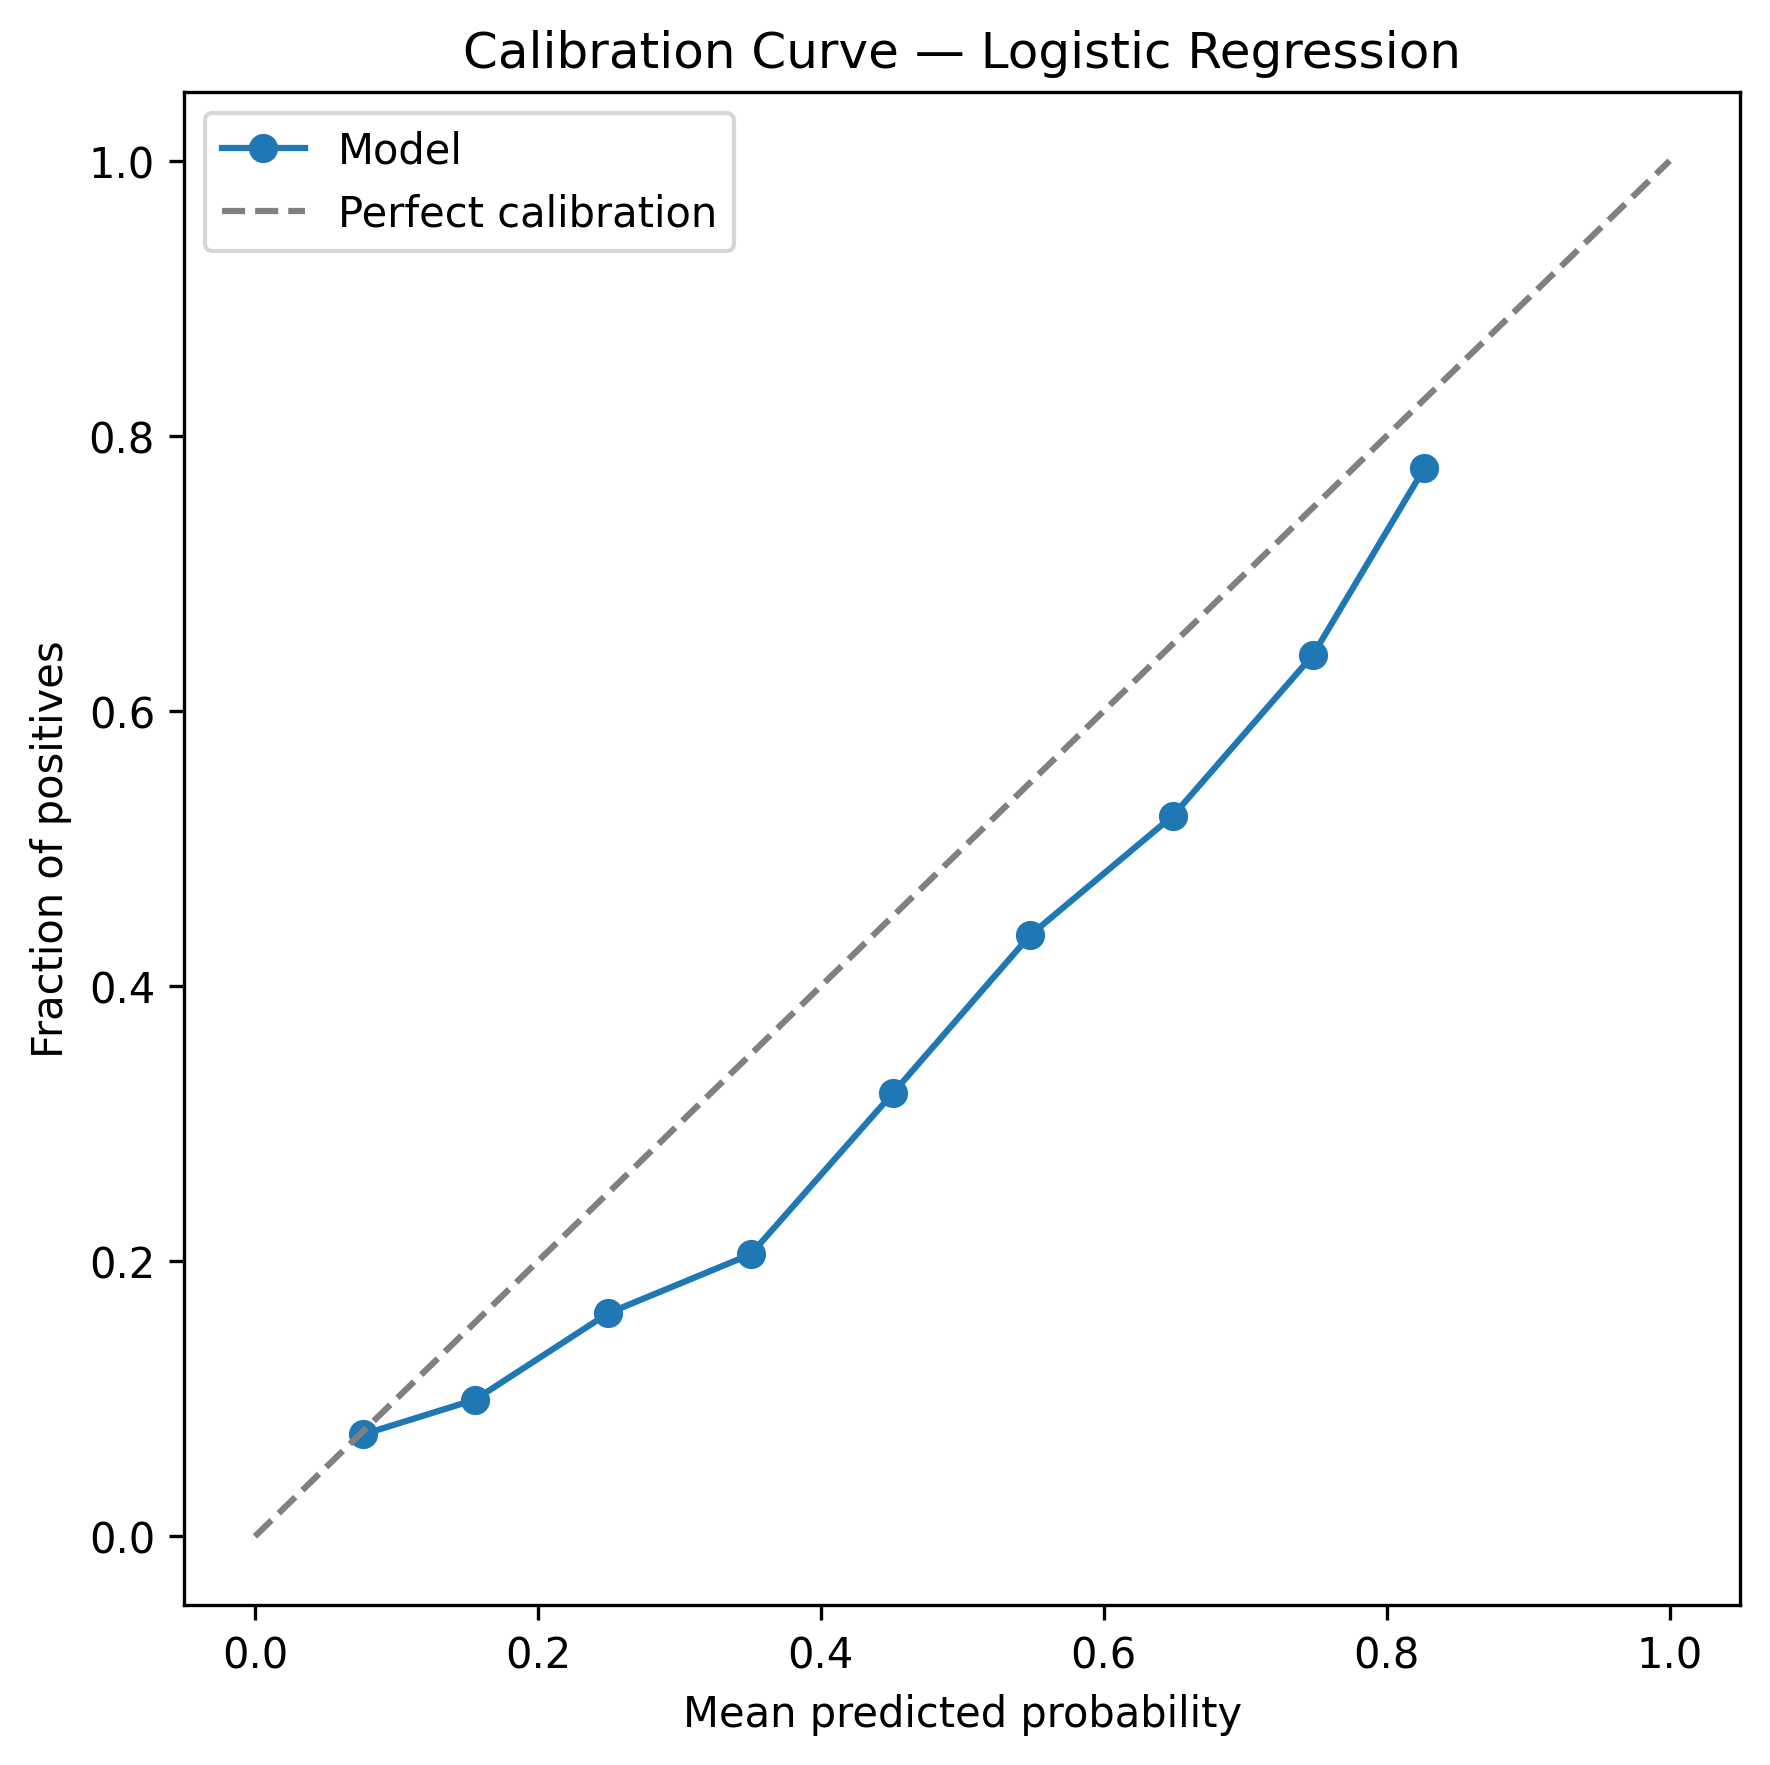 Calibration Curve — Logistic Regression
Model
Perfect calibration
1.0
0.8
0.6
0.4
0.2
0.0
Fraction of positives
0.0 0.2 0.4 0.6 0.8 1.0
Mean predicted probability